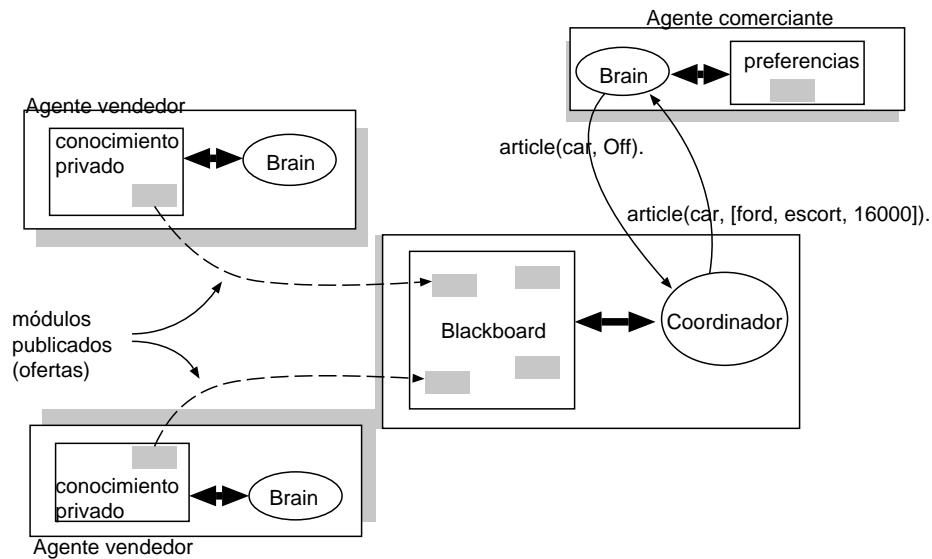 Agente comerciante
Brain
preferencias
Agente vendedor
conocimiento
privado
Brain
article(car, Off).
article(car, [ford, escort, 16000]).
módulos
publicados
(ofertas)
Blackboard
Coordinador
conocimiento
privado
Brain
Agente vendedor